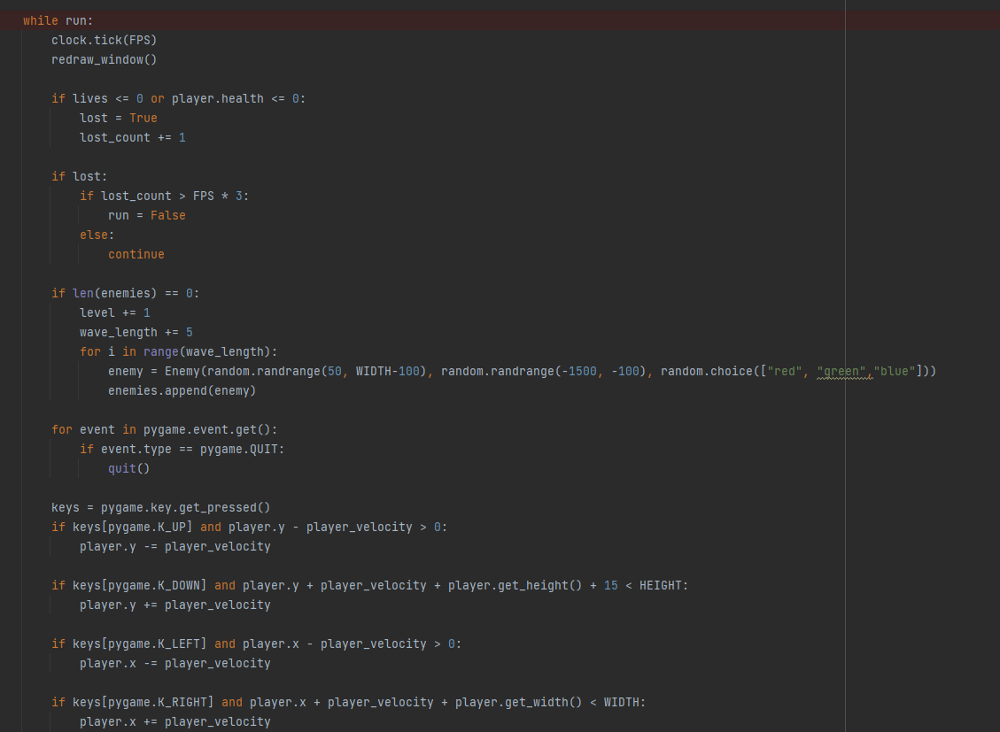 while run:
    clock.tick(FPS)
    redraw_window()

    if lives <= 0 or player.health <= 0:
        lost = True
        lost_count += 1

    if lost:
        if lost_count > FPS * 3:
            run = False
        else:
            continue

    if len(enemies) == 0:
        level += 1
        wave_length += 5
        for i in range(wave_length):
            enemy = Enemy(random.randrange(50, WIDTH-100), random.randrange(-1500, -100), random.choice(["red", "green","blue"]))
            enemies.append(enemy)

    for event in pygame.event.get():
        if event.type == pygame.QUIT:
            quit()

    keys = pygame.key.get_pressed()
    if keys[pygame.K_UP] and player.y - player_velocity > 0:
        player.y -= player_velocity

    if keys[pygame.K_DOWN] and player.y + player_velocity + player.get_height() + 15 < HEIGHT:
        player.y += player_velocity

    if keys[pygame.K_LEFT] and player.x - player_velocity > 0:
        player.x -= player_velocity

    if keys[pygame.K_RIGHT] and player.x + player_velocity + player.get_width() < WIDTH:
        player.x += player_velocity